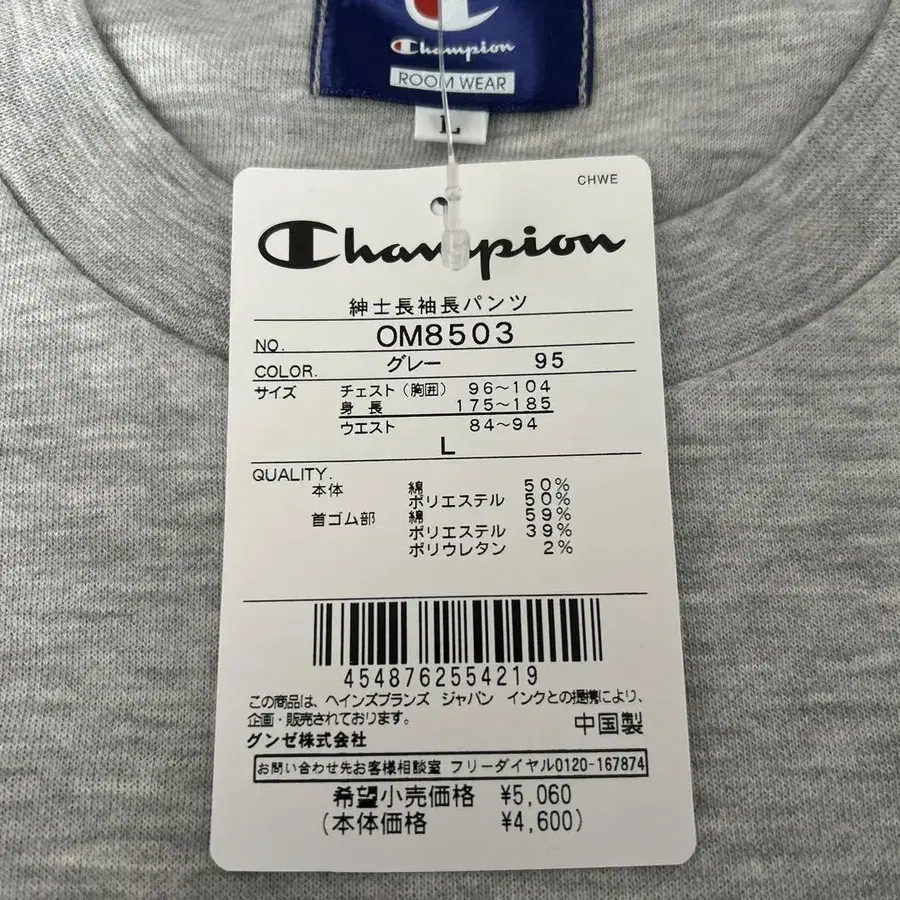 Champion
ROOM WEAR
L
CHWE
Champion
紳士長袖長パンツ
NO. OM8503
COLOR. グレー 95
サイズ チェスト(胸囲) 96~104
身長 175~185
ウエスト 84~94
L
QUALITY.
本体 綿 50%
ポリエステル 50%
首ゴム部 綿 59%
ポリエステル 39%
ポリウレタン 2%
4548762554219
この商品は、ヘインズブランズ ジャパン インクとの提携により、
企画・販売されております。
中国製
グンゼ株式会社
お問い合わせ先お客様相談室 フリーダイヤル0120-167874
希望小売価格 ¥5,060
(本体価格 ¥4,600)